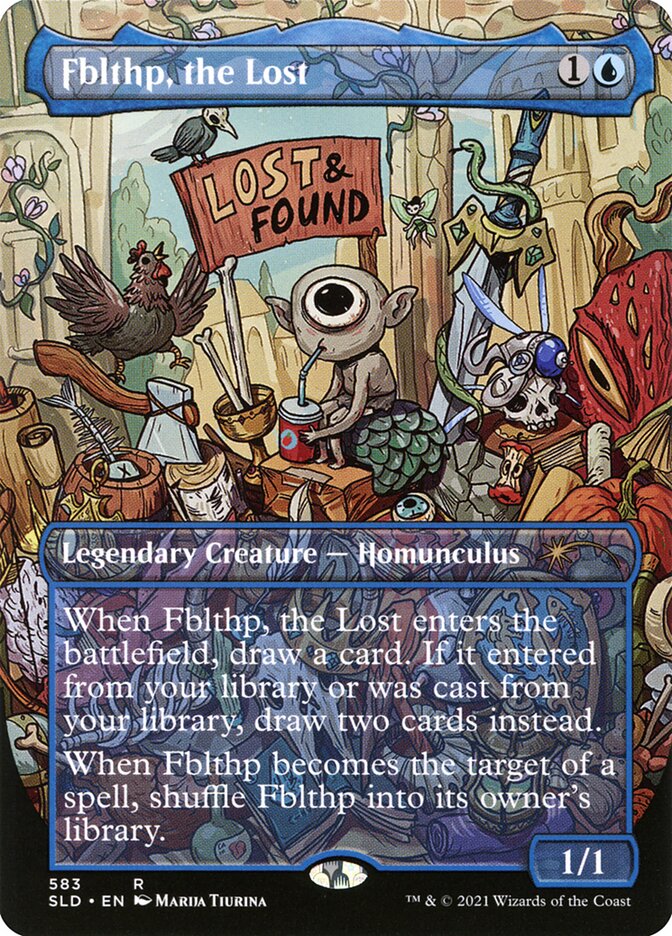 Fblthp, the Lost 1
LOST &
FOUND
Legendary Creature — Homunculus
When Fblthp, the Lost enters the
battlefield, draw a card. If it entered
from your library or was cast from
your library, draw two cards instead.
When Fblthp becomes the target of a
spell, shuffle Fblthp into its owner's
library.
1/1
583 R
SLD • EN Marija Tiurina
™ & © 2021 Wizards of the Coast